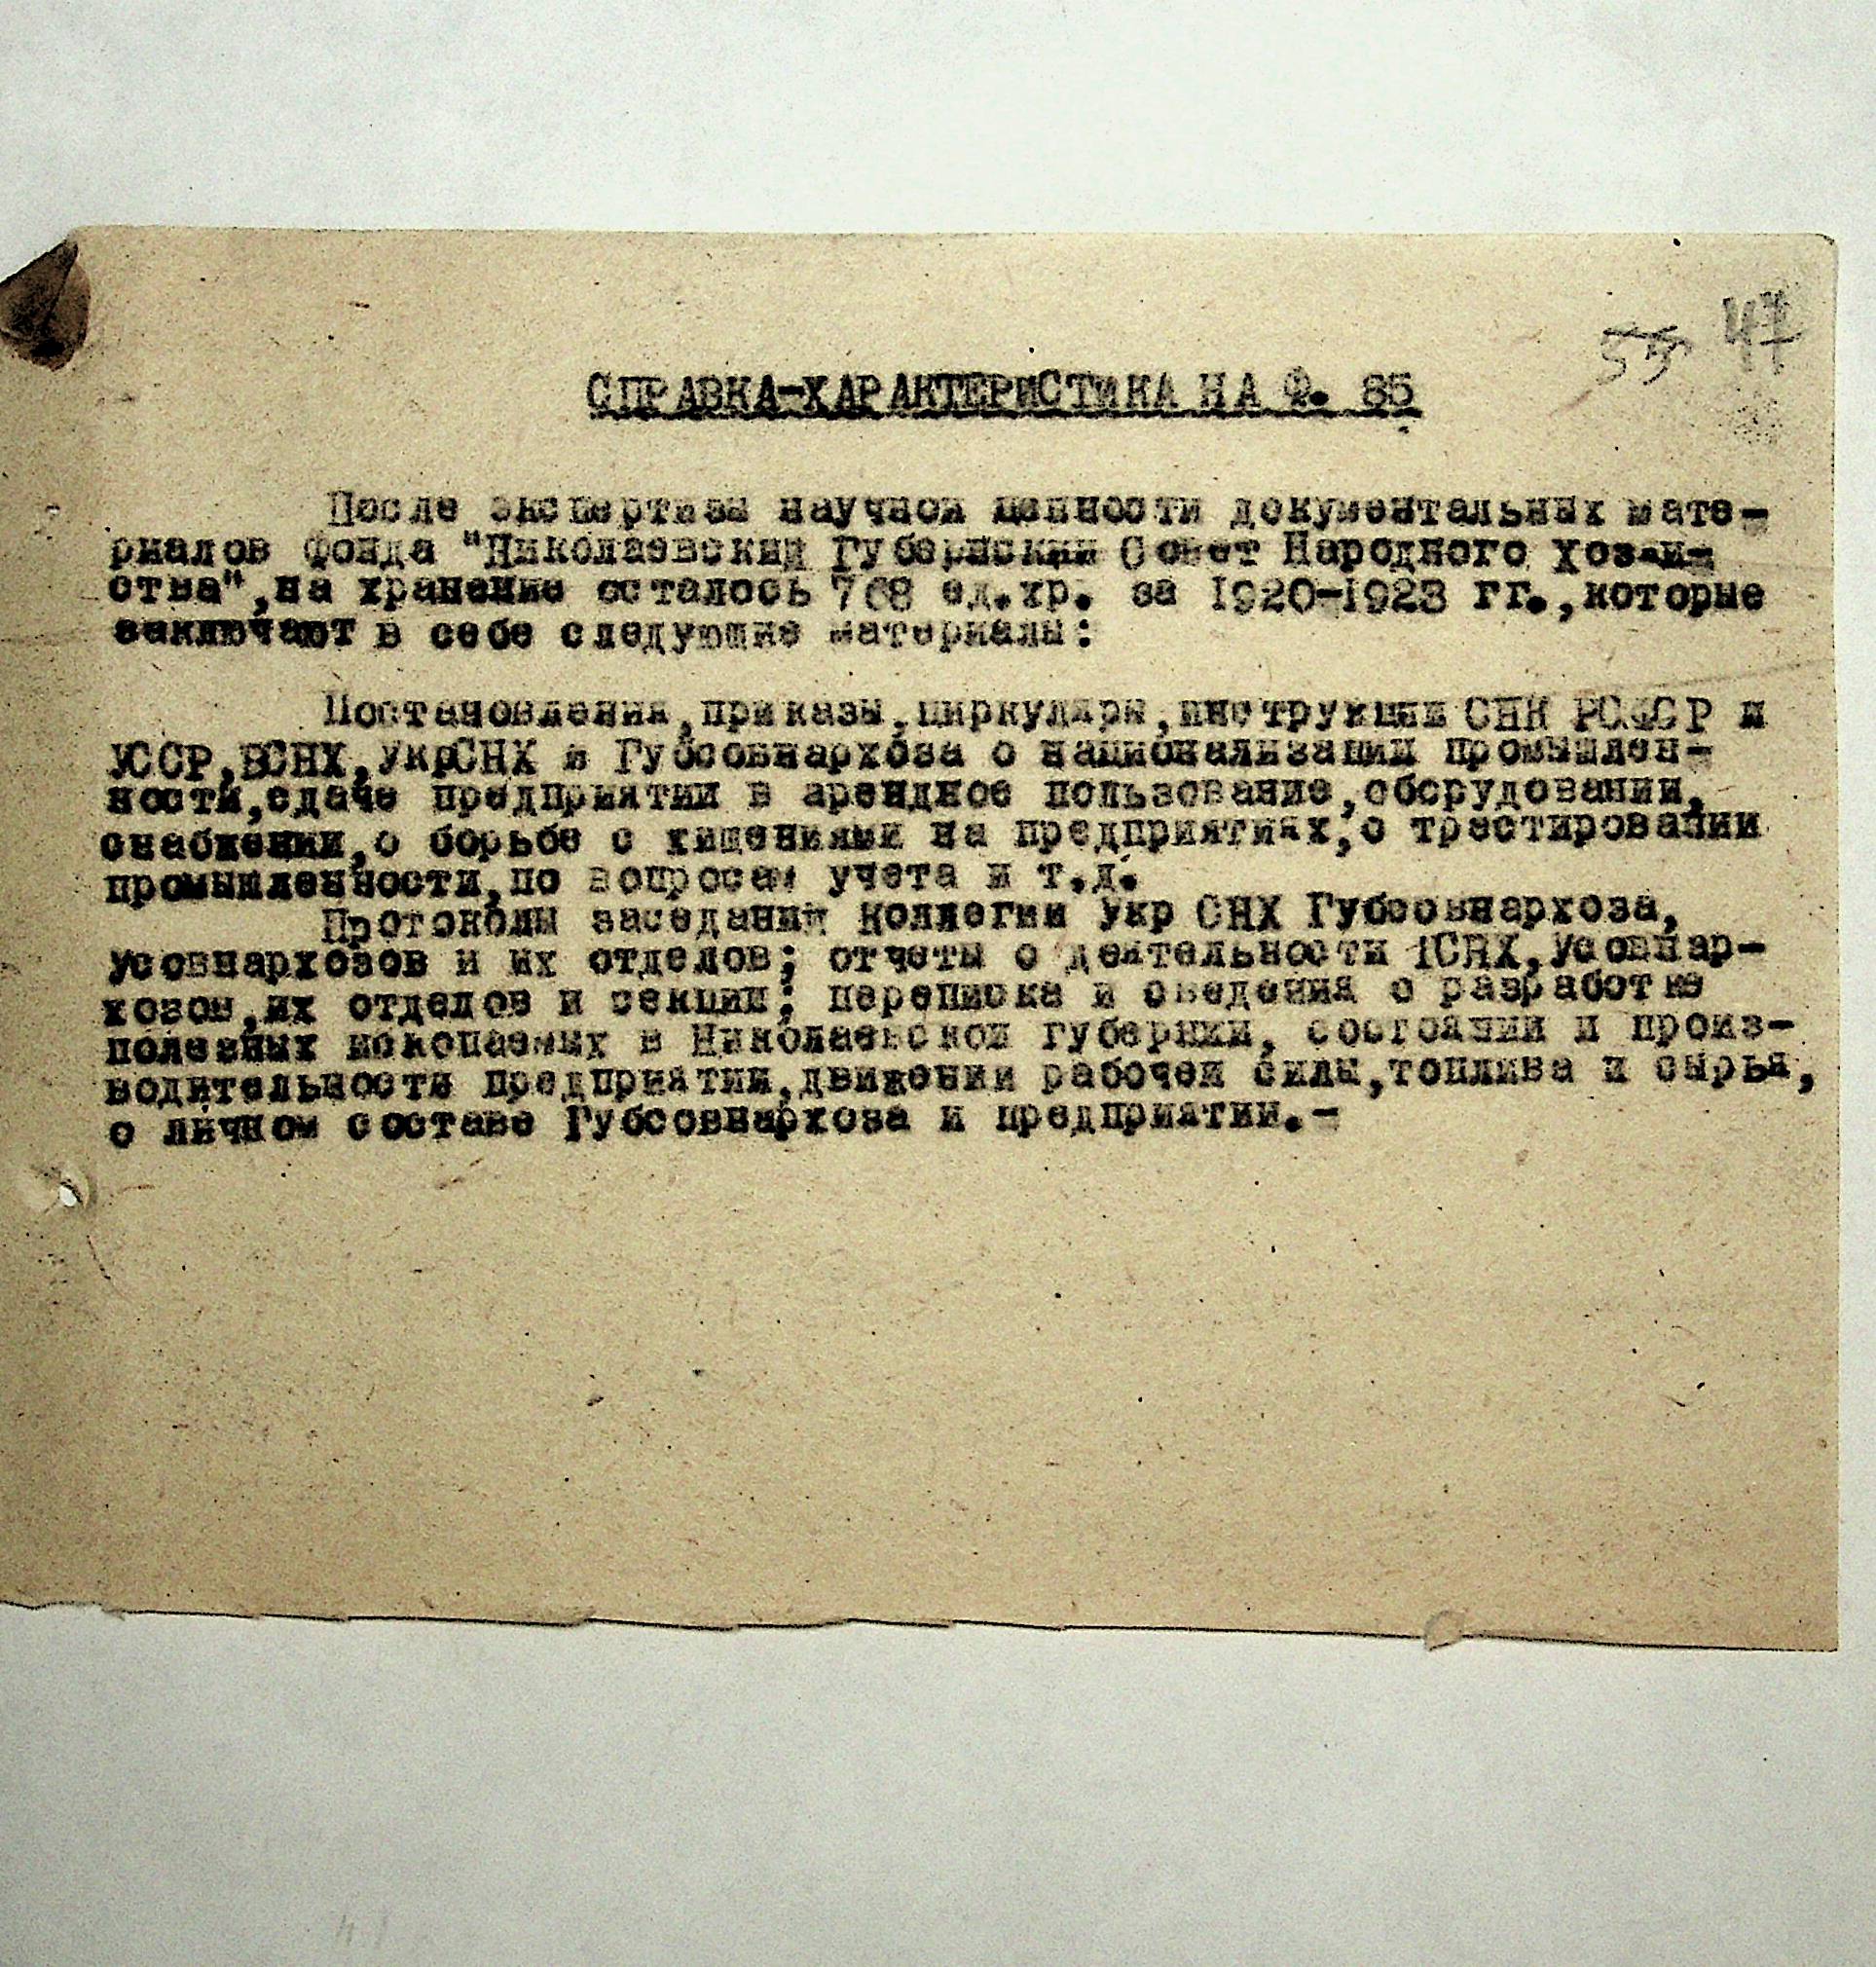 47
55
СПРАВКА-ХАРАКТЕРИСТИКА НА Ф. 85
После экспертизы научной ценности документальных мате-
риалов фонда "Николаевский Губернский Совет Народного хозяй-
ства", на хранение осталось 768 ед.хр. за 1920-1923 гг., которые
заключают в себе следующие материалы:
Постановления, приказы, циркуляры, инструкции СНК РСФСР и
УССР, ВСНХ, УкрСНХ и Губсовнархоза о национализации промышлен-
ности, сдаче предприятий в арендное пользование, оборудовании,
снабжении, о борьбе с хищениями на предприятиях, о трестировании
промышленности, по вопросам учета и т.д.
Протоколы заседаний коллегии Укр СНХ Губсовнархоза,
усовнархозов и их отделов; отчеты о деятельности ГСНХ, усовнар-
хозов, их отделов и секций; переписка и сведения о разработке
полезных ископаемых в Николаевской губернии, состоянии и произ-
водительности предприятий, движении рабочей силы, топлива и сырья,
о личном составе Губсовнархоза и предприятий.-